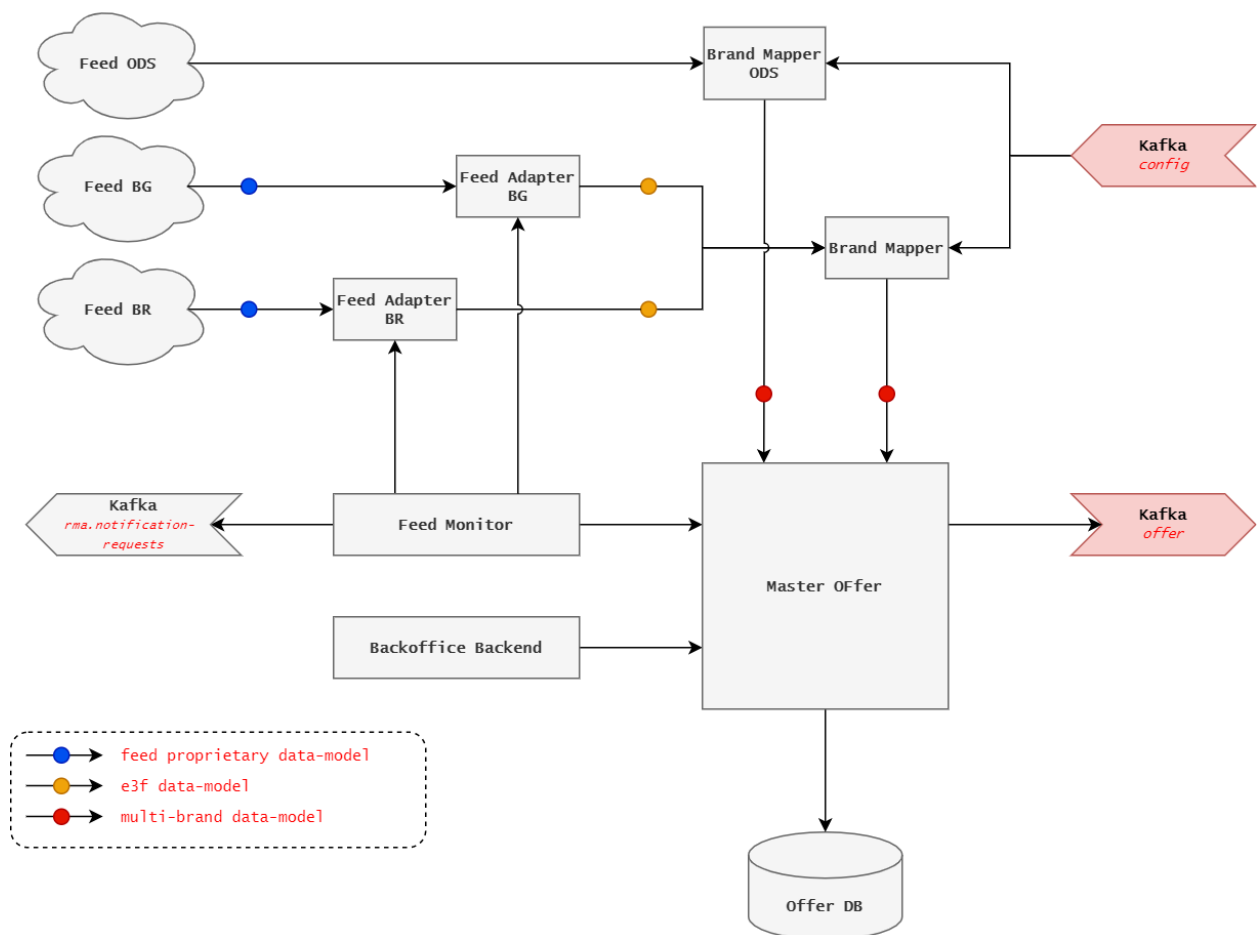 Feed ODS
Brand Mapper
ODS
Kafka
config
Feed BG
Feed Adapter
BG
Brand Mapper
Feed BR
Feed Adapter
BR
Kafka
rma.notification-
requests
Feed Monitor
Kafka
offer
Master OFfer
Backoffice Backend
feed proprietary data-model
e3f data-model
multi-brand data-model
Offer DB